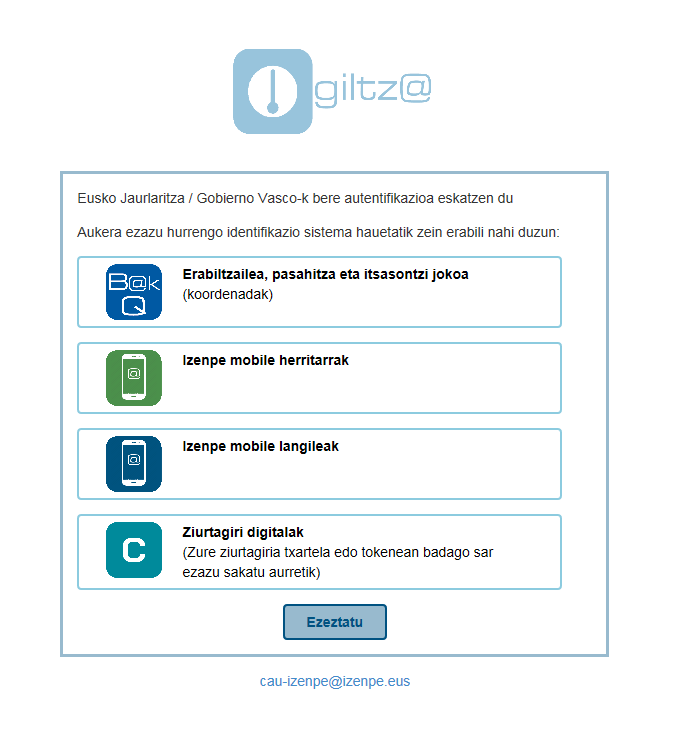 giltz@
Eusko Jaurlaritza / Gobierno Vasco-k bere autentifikazioa eskatzen du
Aukera ezazu hurrengo identifikazio sistema hauetatik zein erabili nahi duzun:
B@k
Q
Erabiltzailea, pasahitza eta itsasontzi jokoa
(koordenadak)
@
Izenpe mobile herritarrak
@
Izenpe mobile langileak
C
Ziurtagiri digitalak
(Zure ziurtagiria txartela edo tokenean badago sar
ezazu sakatu aurretik)
Ezeztatu
cau-izenpe@izenpe.eus